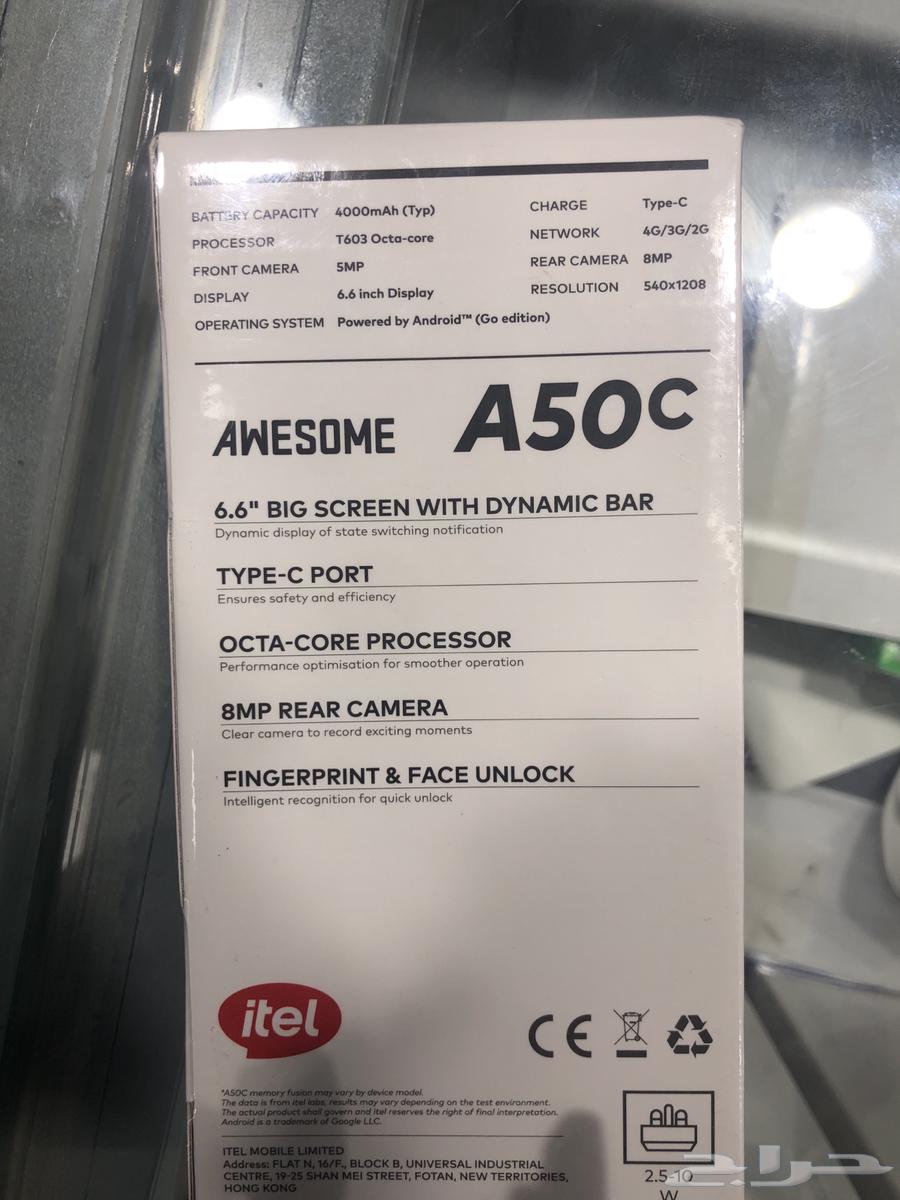 BATTERY CAPACITY 4000mAh (Typ) CHARGE Type-C
PROCESSOR T603 Octa-core NETWORK 4G/3G/2G
FRONT CAMERA 5MP REAR CAMERA 8MP
DISPLAY 6.6 inch Display RESOLUTION 540x1208
OPERATING SYSTEM Powered by Android™ (Go edition)
AWESOME A50C
6.6" BIG SCREEN WITH DYNAMIC BAR
Dynamic display of state switching notification
TYPE-C PORT
Ensures safety and efficiency
OCTA-CORE PROCESSOR
Performance optimisation for smoother operation
8MP REAR CAMERA
Clear camera to record exciting moments
FINGERPRINT & FACE UNLOCK
Intelligent recognition for quick unlock
itel
CE
*A50C memory fusion may vary by device model.
The data is from itel labs, results may vary depending on the test environment.
The actual product shall govern and itel reserves the right of final interpretation.
Android is a trademark of Google LLC.
ITEL MOBILE LIMITED
Address: FLAT N, 16/F., BLOCK B, UNIVERSAL INDUSTRIAL
CENTRE, 19-25 SHAN MEI STREET, FOTAN, NEW TERRITORIES,
HONG KONG
2.5-10
W
حراج